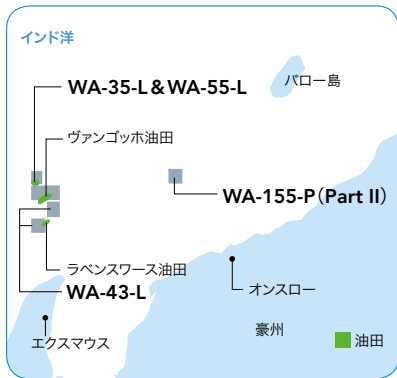 インド洋
WA-35-L＆WA-55-L
バロー島
ヴァンゴッホ油田
WA-155-P（Part II）
ラベンスワース油田
WA-43-L
オンスロー
エクスマウス
豪州
油田